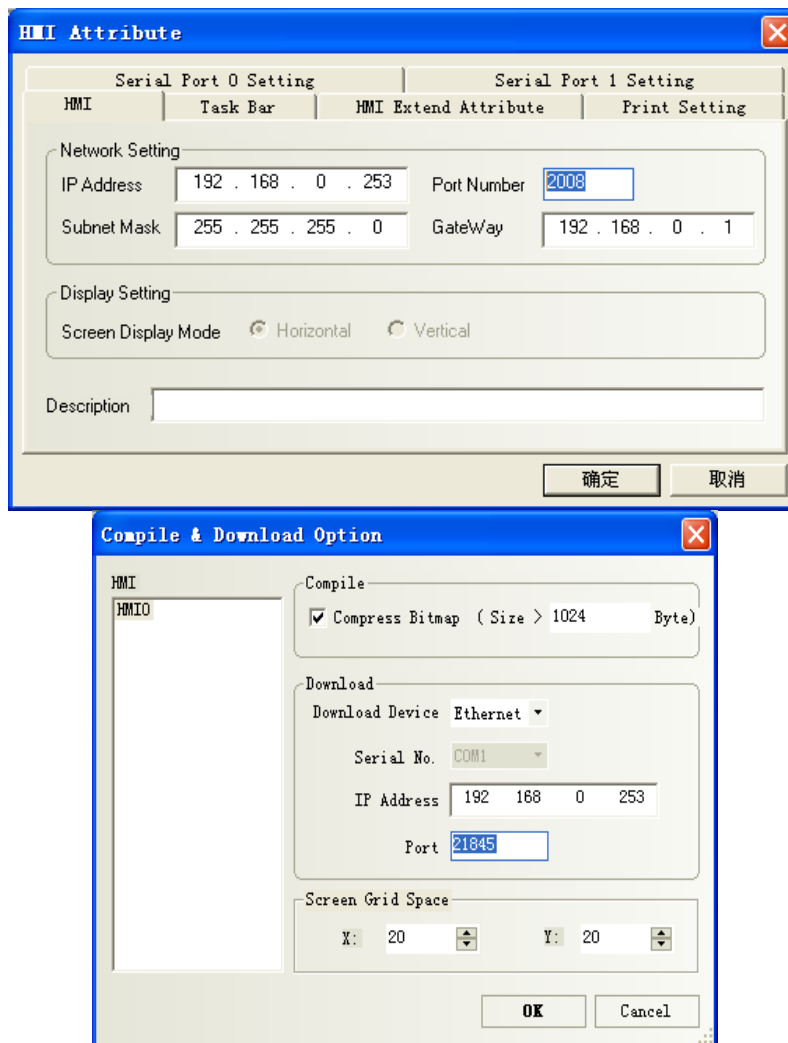 HMI Attribute
Serial Port 0 Setting Serial Port 1 Setting
HMI Task Bar HMI Extend Attribute Print Setting
Network Setting
IP Address 192 . 168 . 0 . 253 Port Number 2008
Subnet Mask 255 . 255 . 255 . 0 GateWay 192 . 168 . 0 . 1
Display Setting
Screen Display Mode Horizontal Vertical
Description
确定 取消
Compile & Download Option
HMI
HMI0
Compile
Compress Bitmap ( Size > 1024 Byte)
Download
Download Device Ethernet
Serial No. COM1
IP Address 192 168 0 253
Port 21845
Screen Grid Space
X: 20 Y: 20
OK Cancel